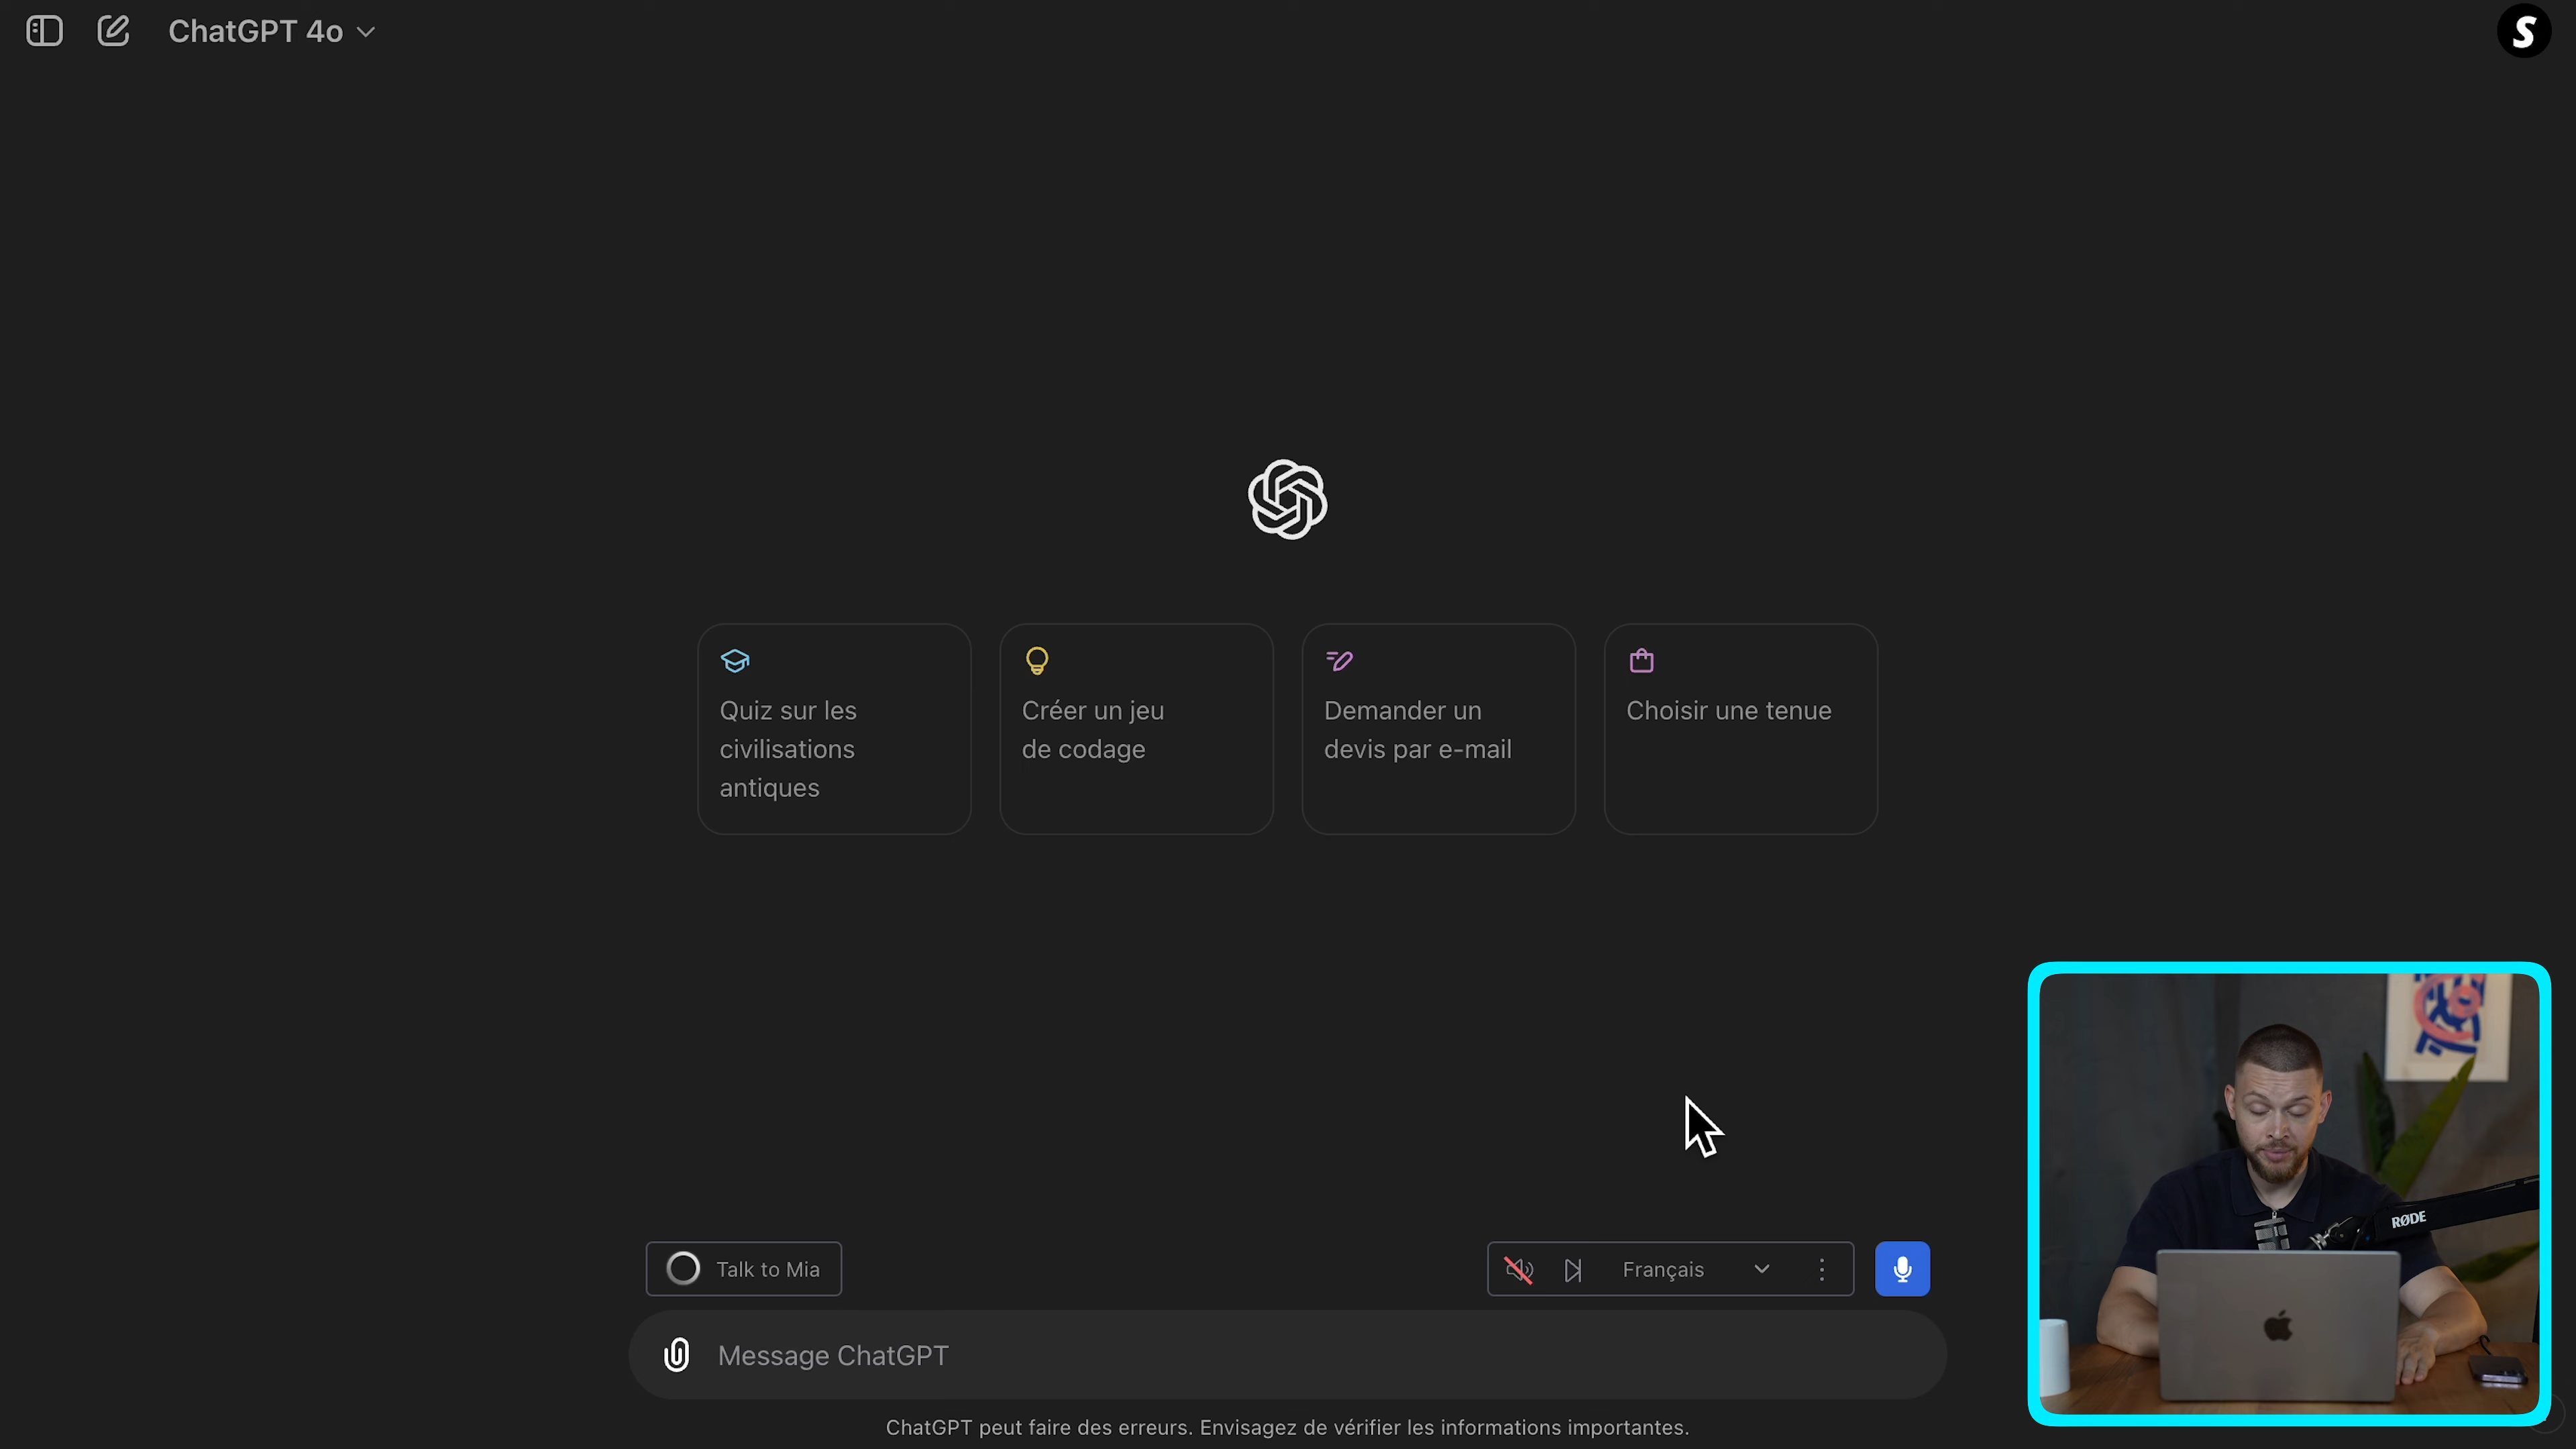 ChatGPT 4o
S
Quiz sur les
civilisations
antiques
Créer un jeu
de codage
Demander un
devis par e-mail
Choisir une tenue
Talk to Mia
Français
Message ChatGPT
ChatGPT peut faire des erreurs. Envisagez de vérifier les informations importantes.
RØDE